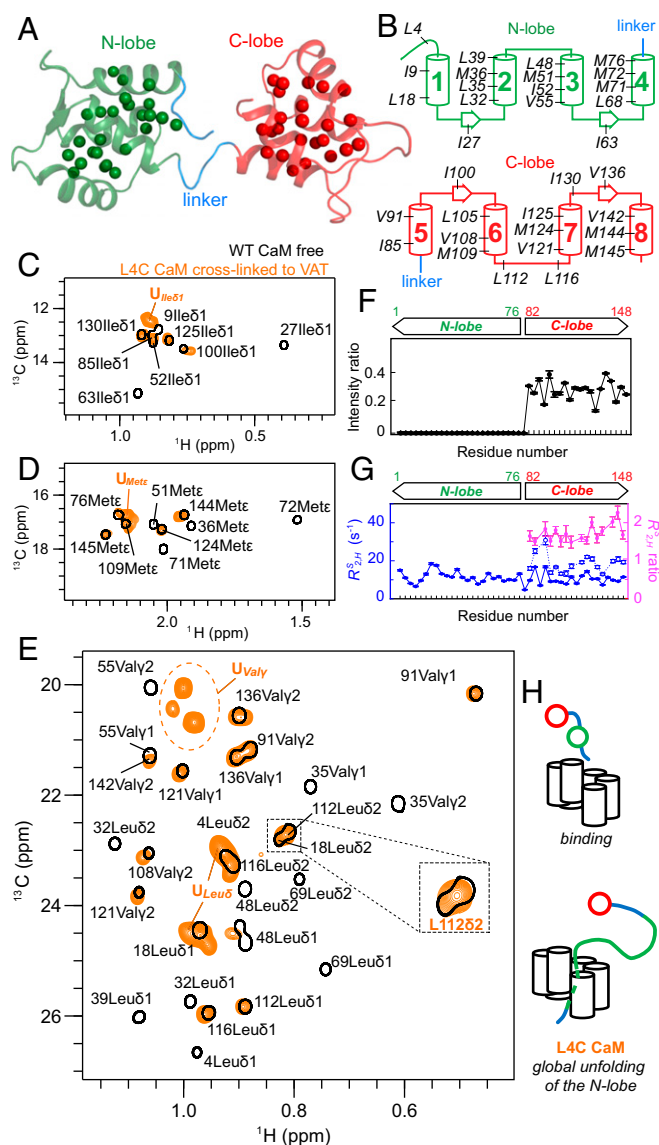 A
N-lobe
C-lobe
linker
B
N-lobe
linker
L4
I9
L18
1
L39
M36
L35
L32
2
L48
M51
I52
V55
3
M76
M72
M71
L68
4
I27
I63
C-lobe
I100
I130
V136
V91
I85
5
L105
V108
M109
6
I125
M124
V121
7
V142
M144
M145
8
linker
L112
L116
WT CaM free
L4C CaM cross-linked to VAT
C
U Ileδ1
9Ileδ1
130Ileδ1
125Ileδ1
27Ileδ1
85Ileδ1
100Ileδ1
52Ileδ1
63Ileδ1
12
13
14
¹³C (ppm)
1.0
0.5
¹H (ppm)
D
U Metε
51Metε
76Metε
144Metε
72Metε
36Metε
145Metε
124Metε
109Metε
71Metε
16
18
¹³C (ppm)
2.0
1.5
¹H (ppm)
E
55Valγ2
U Valγ
91Valγ1
136Valγ2
55Valγ1
91Valγ2
142Valγ2
136Valγ1
121Valγ1
35Valγ1
35Valγ2
32Leuδ2
4Leuδ2
112Leuδ2
18Leuδ2
108Valγ2
116Leuδ2
U Leuδ
48Leuδ2
69Leuδ2
121Valγ2
L112δ2
18Leuδ1
48Leuδ1
69Leuδ1
39Leuδ1
32Leuδ1
112Leuδ1
116Leuδ1
4Leuδ1
20
22
24
26
¹³C (ppm)
1.0
0.8
0.6
¹H (ppm)
F
1
76
82
148
N-lobe
C-lobe
Intensity ratio
0.4
0.2
0
Residue number
G
1
76
82
148
N-lobe
C-lobe
Rˢ2,H (s⁻¹)
40
20
0
Rˢ2,H ratio
2
1
0
Residue number
H
binding
L4C CaM
global unfolding
of the N-lobe